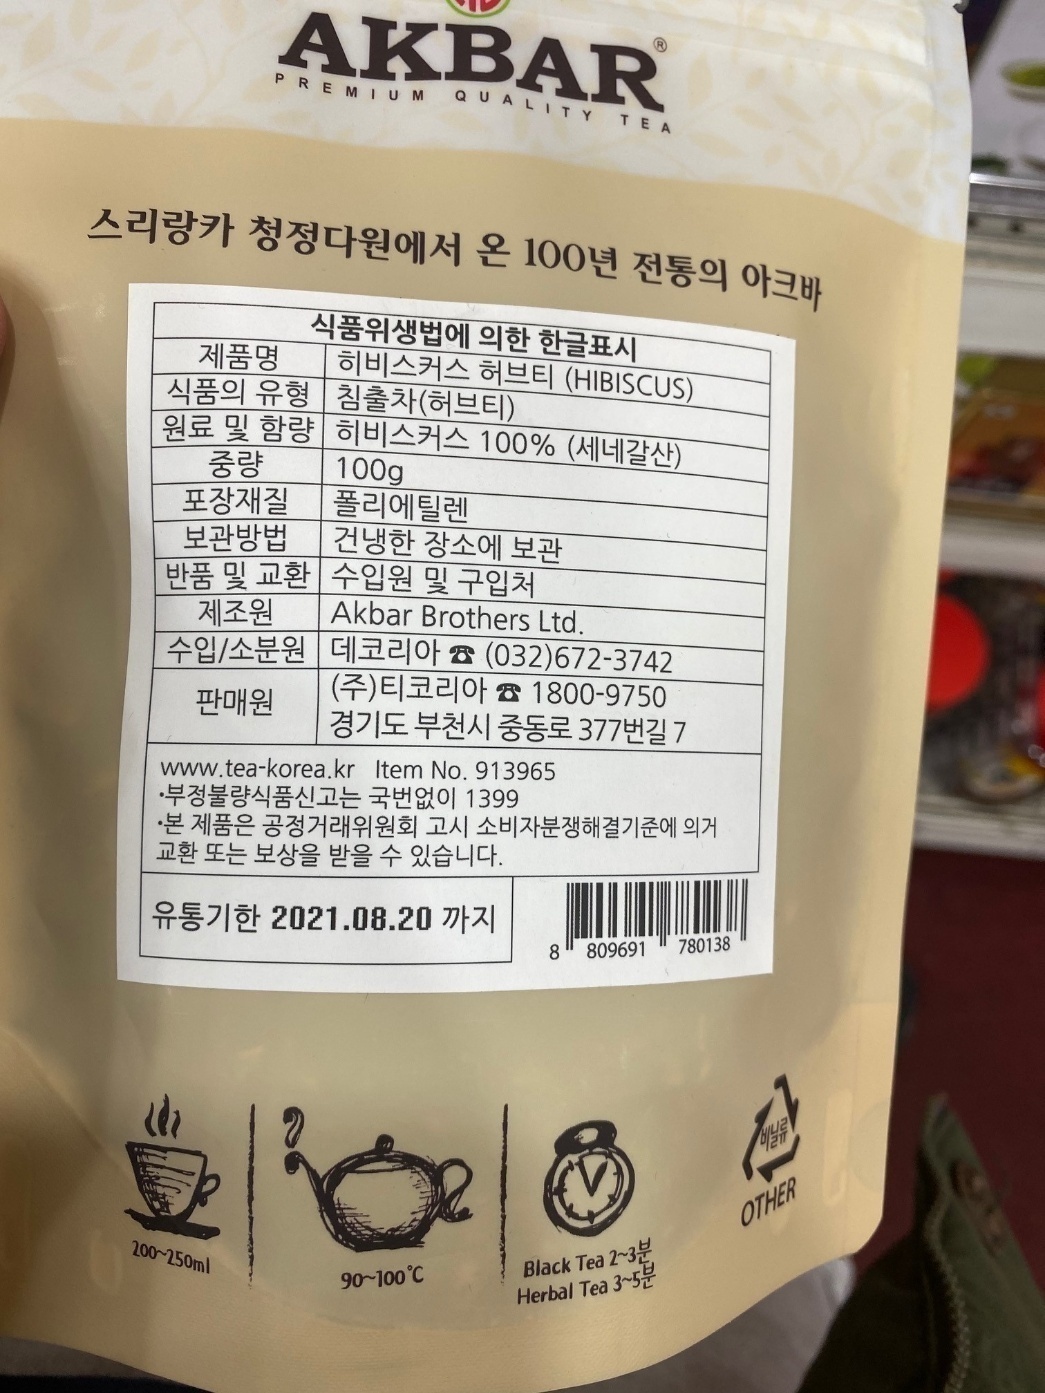 AKBAR®
PREMIUM QUALITY TEA
스리랑카 청정다원에서 온 100년 전통의 아크바
식품위생법에 의한 한글표시
제품명 히비스커스 허브티 (HIBISCUS)
식품의 유형 침출차(허브티)
원료 및 함량 히비스커스 100% (세네갈산)
중량 100g
포장재질 폴리에틸렌
보관방법 건냉한 장소에 보관
반품 및 교환 수입원 및 구입처
제조원 Akbar Brothers Ltd.
수입/소분원 데코리아 ☎ (032)672-3742
판매원 (주)티코리아 ☎ 1800-9750
경기도 부천시 중동로 377번길 7
www.tea-korea.kr Item No. 913965
·부정불량식품신고는 국번없이 1399
·본 제품은 공정거래위원회 고시 소비자분쟁해결기준에 의거
교환 또는 보상을 받을 수 있습니다.
유통기한 2021.08.20 까지
8 809691 780138
200~250ml
90~100℃
Black Tea 2~3분
Herbal Tea 3~5분
비닐류
OTHER